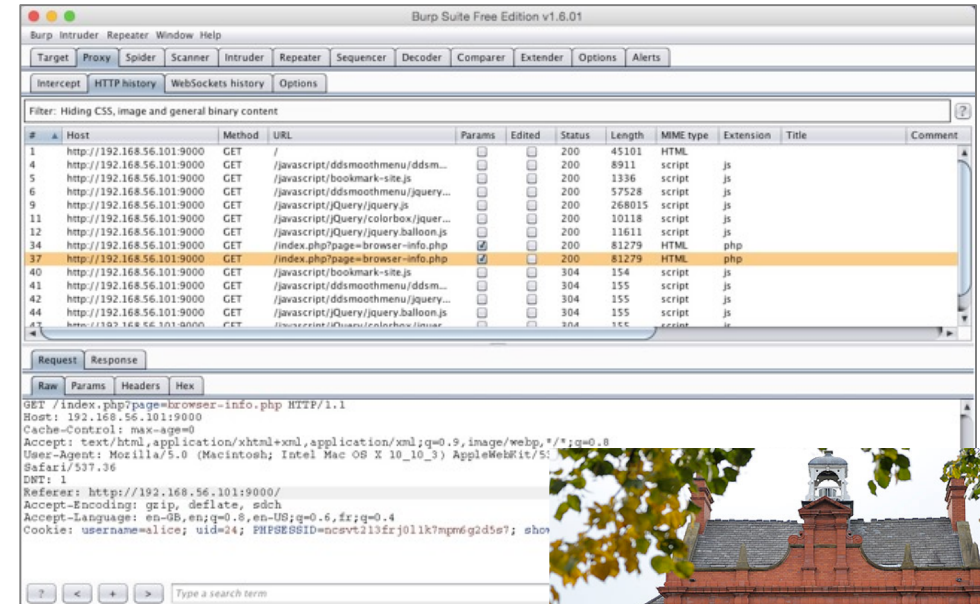 Burp Suite Free Edition v1.6.01
Burp Intruder Repeater Window Help
Target Proxy Spider Scanner Intruder Repeater Sequencer Decoder Comparer Extender Options Alerts
Intercept HTTP history WebSockets history Options
Filter: Hiding CSS, image and general binary content ?
# Host Method URL Params Edited Status Length MIME type Extension Title Comment
1 http://192.168.56.101:9000 GET / 200 45101 HTML
4 http://192.168.56.101:9000 GET /javascript/ddsmoothmenu/ddsm... 200 8911 script js
5 http://192.168.56.101:9000 GET /javascript/bookmark-site.js 200 1336 script js
6 http://192.168.56.101:9000 GET /javascript/ddsmoothmenu/jquery... 200 57528 script js
9 http://192.168.56.101:9000 GET /javascript/jQuery/jquery.js 200 268015 script js
11 http://192.168.56.101:9000 GET /javascript/jQuery/colorbox/jquer... 200 10118 script js
12 http://192.168.56.101:9000 GET /javascript/jQuery/jquery.balloon.js 200 11611 script js
34 http://192.168.56.101:9000 GET /index.php?page=browser-info.php 200 81279 HTML php
37 http://192.168.56.101:9000 GET /index.php?page=browser-info.php 200 81279 HTML php
40 http://192.168.56.101:9000 GET /javascript/bookmark-site.js 304 154 script js
41 http://192.168.56.101:9000 GET /javascript/ddsmoothmenu/ddsm... 304 155 script js
42 http://192.168.56.101:9000 GET /javascript/ddsmoothmenu/jquery... 304 155 script js
44 http://192.168.56.101:9000 GET /javascript/jQuery/jquery.balloon.js 304 155 script js
47 http://192.168.56.101:9000 GET /javascript/jQuery/colorbox/jquer... 304 155 script js
Request Response
Raw Params Headers Hex
GET /index.php?page=browser-info.php HTTP/1.1
Host: 192.168.56.101:9000
Cache-Control: max-age=0
Accept: text/html,application/xhtml+xml,application/xml;q=0.9,image/webp,*/*;q=0.8
User-Agent: Mozilla/5.0 (Macintosh; Intel Mac OS X 10_10_3) AppleWebKit/53
Safari/537.36
DNT: 1
Referer: http://192.168.56.101:9000/
Accept-Encoding: gzip, deflate, sdch
Accept-Language: en-GB,en;q=0.8,en-US;q=0.6,fr;q=0.4
Cookie: username=alice; uid=24; PHPSESSID=ncsvt213frj0l1k7mpm6g2d5s7; show
? < + > Type a search term